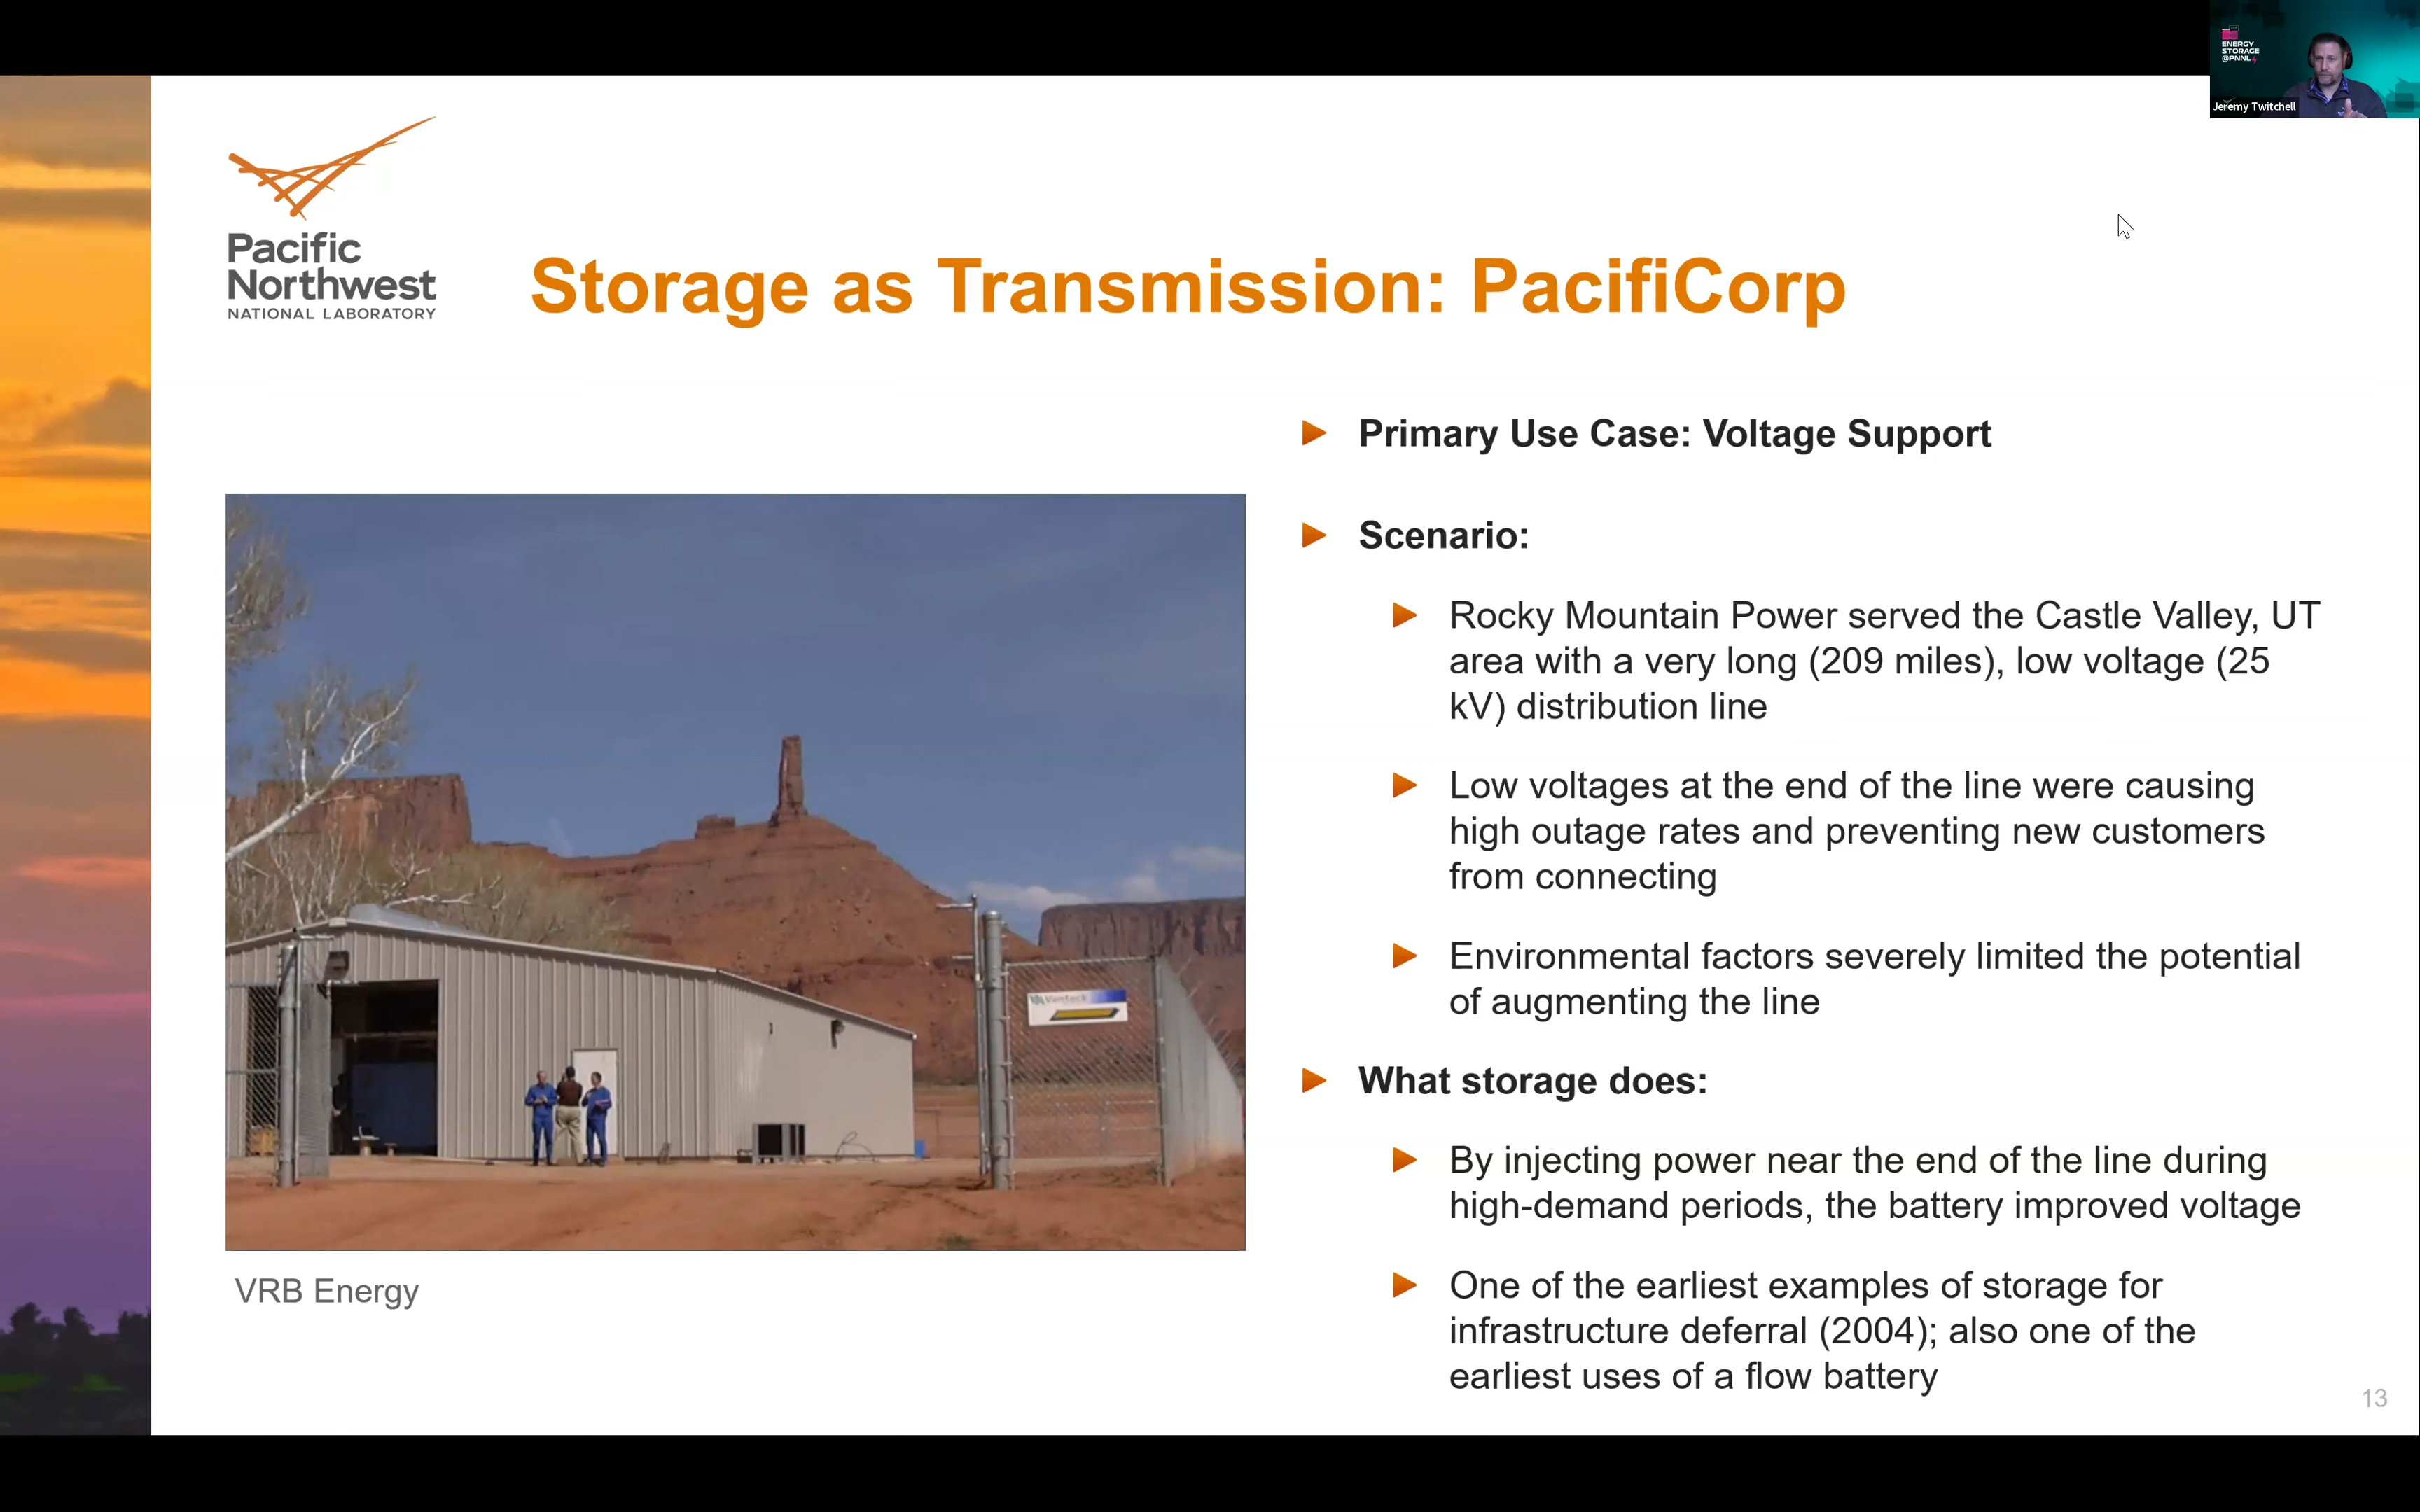 ENERGY
STORAGE
@PNNL
Jeremy Twitchell
Pacific
Northwest
NATIONAL LABORATORY
Storage as Transmission: PacifiCorp
Primary Use Case: Voltage Support
Scenario:
Rocky Mountain Power served the Castle Valley, UT
area with a very long (209 miles), low voltage (25
kV) distribution line
Low voltages at the end of the line were causing
high outage rates and preventing new customers
from connecting
Environmental factors severely limited the potential
of augmenting the line
What storage does:
By injecting power near the end of the line during
high-demand periods, the battery improved voltage
One of the earliest examples of storage for
infrastructure deferral (2004); also one of the
earliest uses of a flow battery
Vanteck
VRB Energy
13